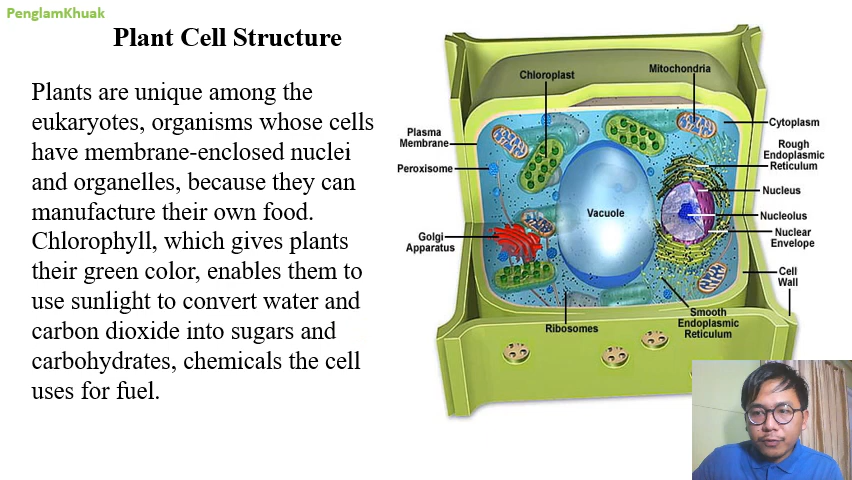 PenglamKhuak
Plant Cell Structure
Plants are unique among the
eukaryotes, organisms whose cells
have membrane-enclosed nuclei
and organelles, because they can
manufacture their own food.
Chlorophyll, which gives plants
their green color, enables them to
use sunlight to convert water and
carbon dioxide into sugars and
carbohydrates, chemicals the cell
uses for fuel.
Chloroplast
Mitochondria
Cytoplasm
Plasma
Membrane
Rough
Endoplasmic
Reticulum
Peroxisome
Nucleus
Vacuole
Nucleolus
Golgi
Apparatus
Nuclear
Envelope
Cell
Wall
Ribosomes
Smooth
Endoplasmic
Reticulum